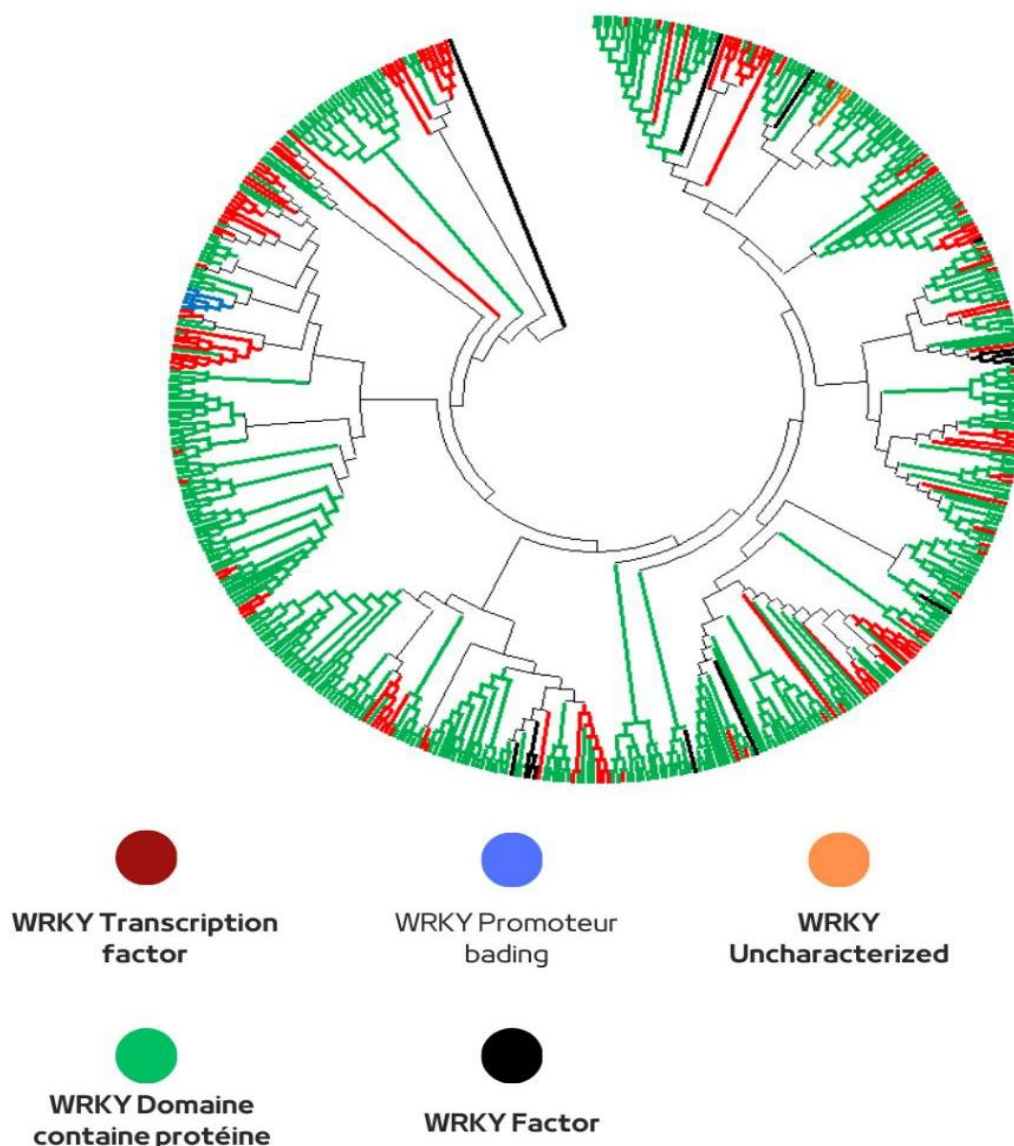 WRKY Transcription
factor
WRKY Promoteur
bading
WRKY
Uncharacterized
WRKY Domaine
containe protéine
WRKY Factor